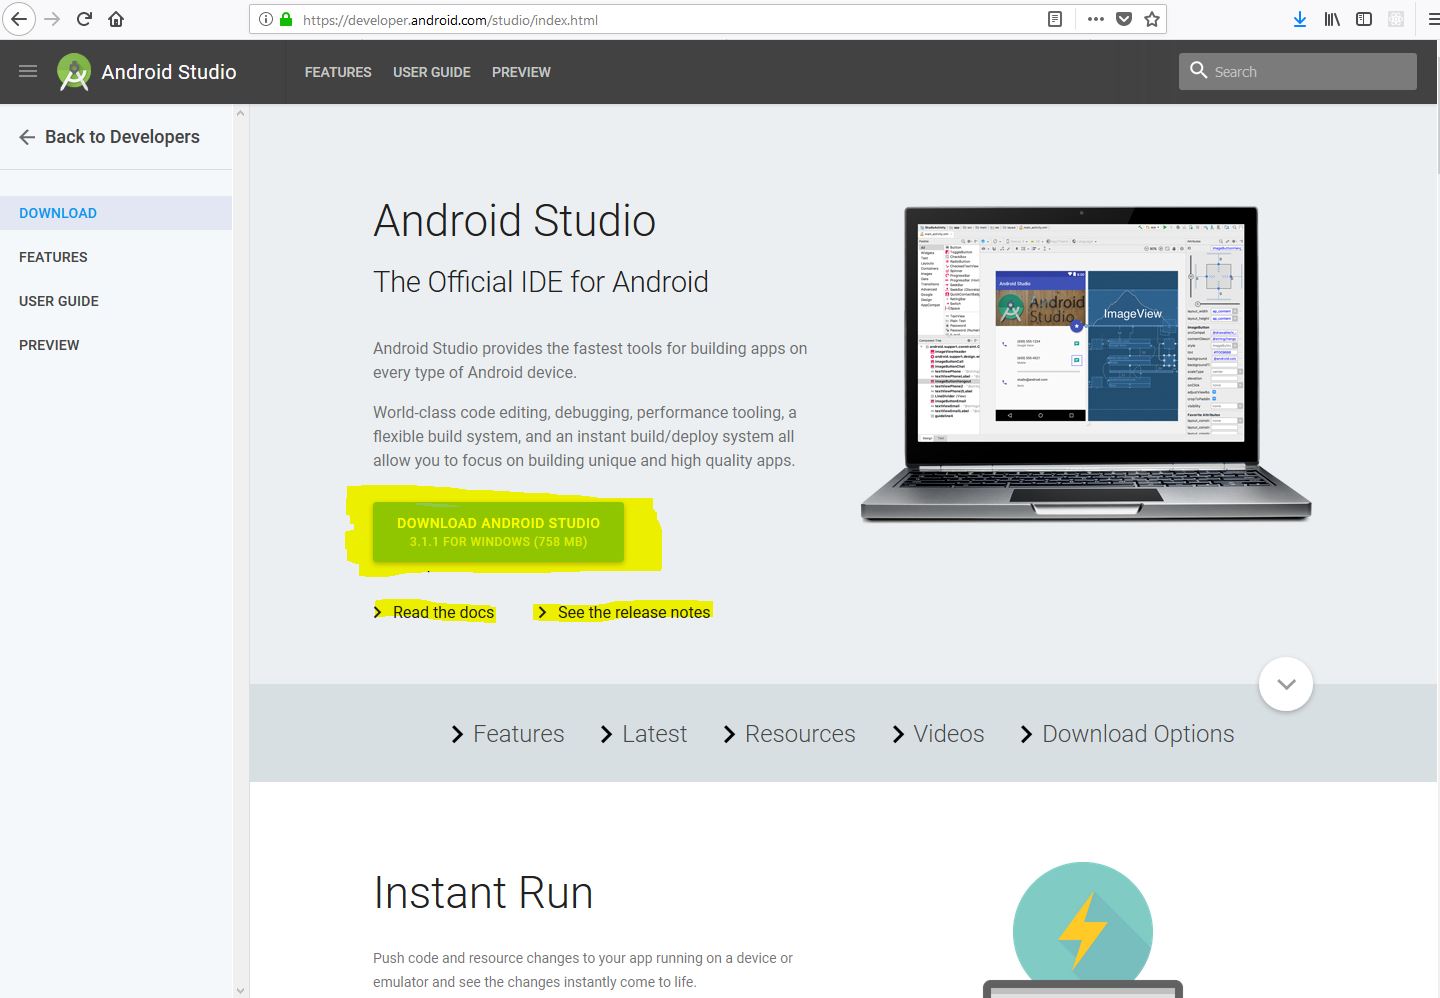 https://developer.android.com/studio/index.html
Android Studio
FEATURES
USER GUIDE
PREVIEW
Search
Back to Developers
DOWNLOAD
FEATURES
USER GUIDE
PREVIEW
Android Studio
The Official IDE for Android
Android Studio provides the fastest tools for building apps on
every type of Android device.
World-class code editing, debugging, performance tooling, a
flexible build system, and an instant build/deploy system all
allow you to focus on building unique and high quality apps.
DOWNLOAD ANDROID STUDIO
3.1.1 FOR WINDOWS (758 MB)
Read the docs
See the release notes
Android Studio
Android
Studio
ImageView
Features
Latest
Resources
Videos
Download Options
Instant Run
Push code and resource changes to your app running on a device or
emulator and see the changes instantly come to life.